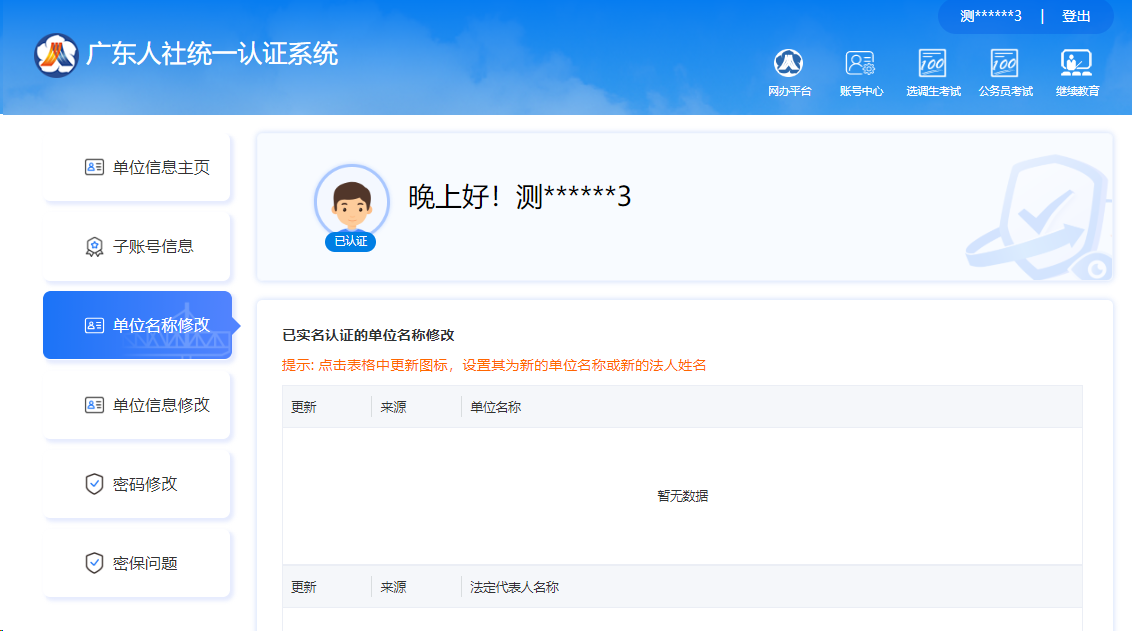 测******3 | 登出
广东人社统一认证系统
网办平台 账号中心 选调生考试 公务员考试 继续教育
单位信息主页
子账号信息
单位名称修改
单位信息修改
密码修改
密保问题
晚上好！测******3
已认证
已实名认证的单位名称修改
提示: 点击表格中更新图标，设置其为新的单位名称或新的法人姓名
更新 来源 单位名称
暂无数据
更新 来源 法定代表人名称